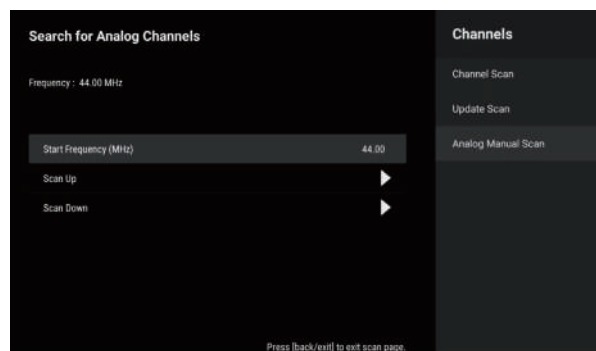 Search for Analog Channels
Frequency : 44.00 MHz
Start Frequency (MHz) 44.00
Scan Up
Scan Down
Press [back/exit] to exit scan page.
Channels
Channel Scan
Update Scan
Analog Manual Scan